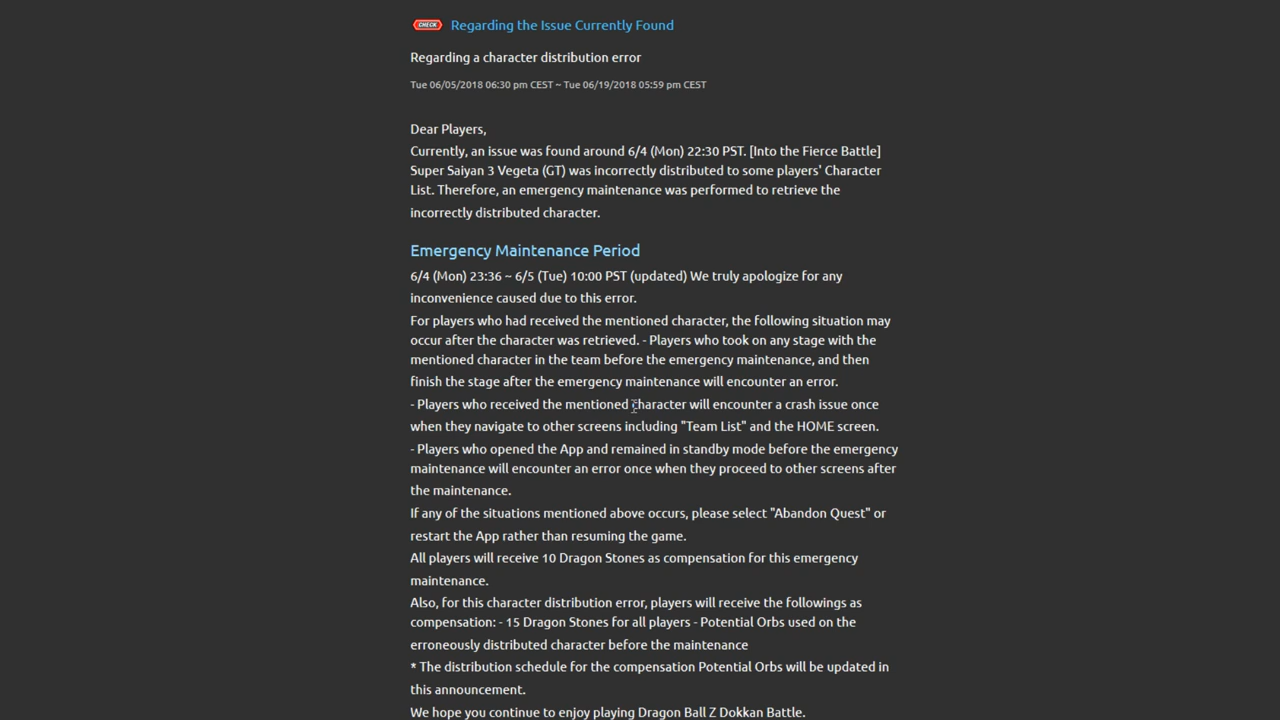 CHECK Regarding the Issue Currently Found
Regarding a character distribution error
Tue 06/05/2018 06:30 pm CEST ~ Tue 06/19/2018 05:59 pm CEST
Dear Players,
Currently, an issue was found around 6/4 (Mon) 22:30 PST. [Into the Fierce Battle]
Super Saiyan 3 Vegeta (GT) was incorrectly distributed to some players' Character
List. Therefore, an emergency maintenance was performed to retrieve the
incorrectly distributed character.
Emergency Maintenance Period
6/4 (Mon) 23:36 ~ 6/5 (Tue) 10:00 PST (updated) We truly apologize for any
inconvenience caused due to this error.
For players who had received the mentioned character, the following situation may
occur after the character was retrieved. - Players who took on any stage with the
mentioned character in the team before the emergency maintenance, and then
finish the stage after the emergency maintenance will encounter an error.
- Players who received the mentioned character will encounter a crash issue once
when they navigate to other screens including "Team List" and the HOME screen.
- Players who opened the App and remained in standby mode before the emergency
maintenance will encounter an error once when they proceed to other screens after
the maintenance.
If any of the situations mentioned above occurs, please select "Abandon Quest" or
restart the App rather than resuming the game.
All players will receive 10 Dragon Stones as compensation for this emergency
maintenance.
Also, for this character distribution error, players will receive the followings as
compensation: - 15 Dragon Stones for all players - Potential Orbs used on the
erroneously distributed character before the maintenance
* The distribution schedule for the compensation Potential Orbs will be updated in
this announcement.
We hope you continue to enjoy playing Dragon Ball Z Dokkan Battle.